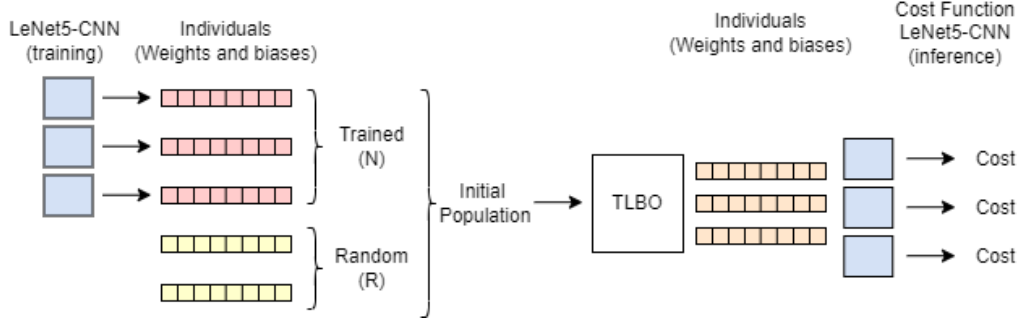 LeNet5-CNN
(training)
Individuals
(Weights and biases)
Trained
(N)
Random
(R)
Initial
Population
TLBO
Individuals
(Weights and biases)
Cost Function
LeNet5-CNN
(inference)
Cost
Cost
Cost